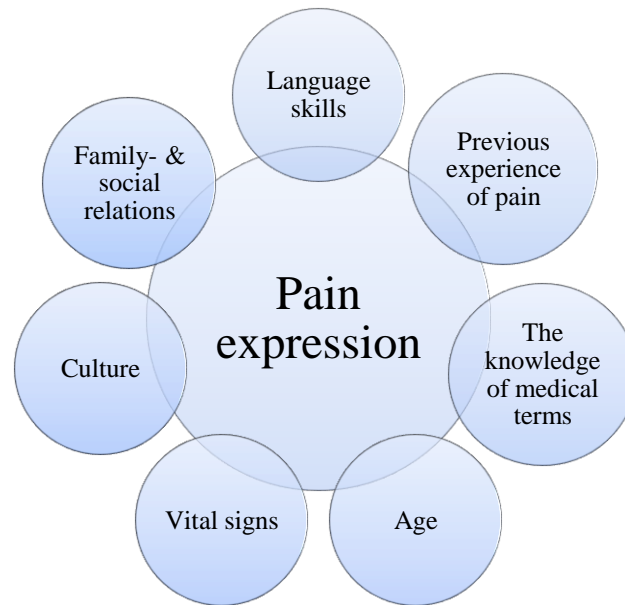 Language
skills
Previous
experience
of pain
The
knowledge
of medical
terms
Age
Vital signs
Culture
Family- &
social
relations
Pain
expression